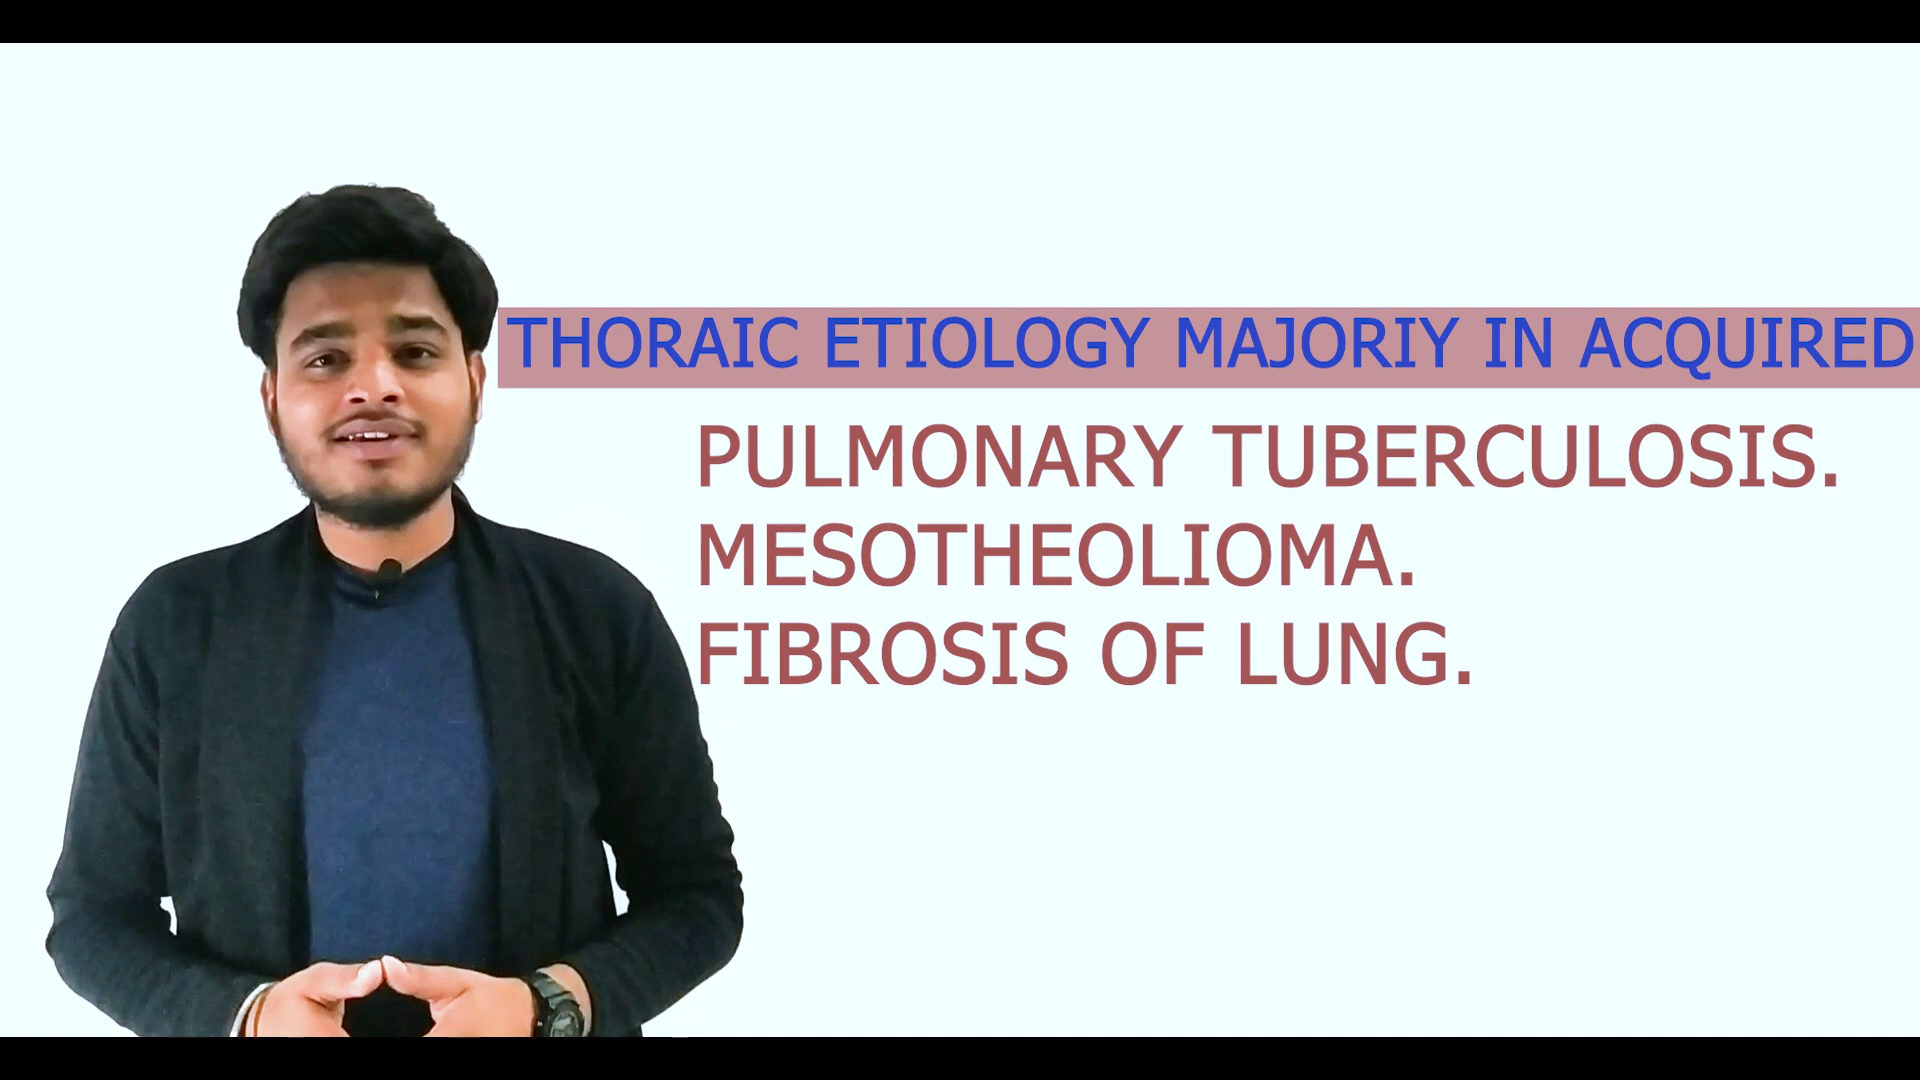 THORAIC ETIOLOGY MAJORIY IN ACQUIRED
PULMONARY TUBERCULOSIS.
MESOTHEOLIOMA.
FIBROSIS OF LUNG.